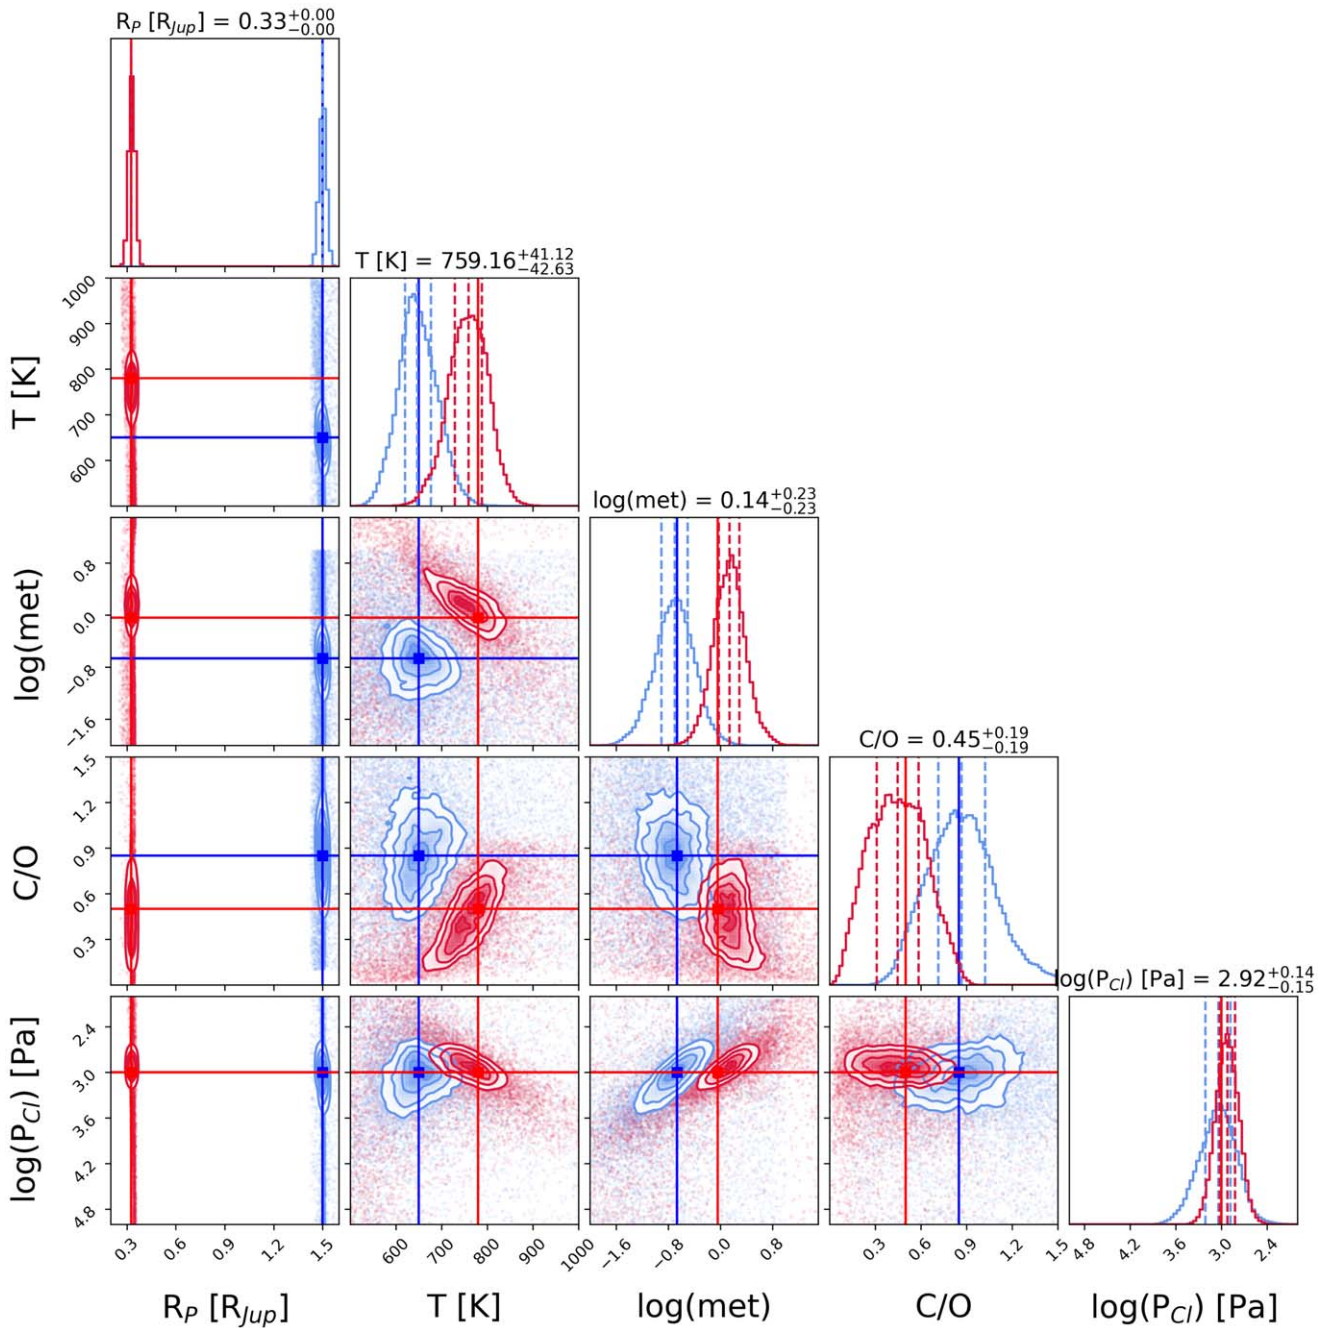 R_P [R_Jup] = 0.33^{+0.00}_{-0.00}
T [K] = 759.16^{+41.12}_{-42.63}
1000
900
800
700
600
T [K]
log(met) = 0.14^{+0.23}_{-0.23}
0.8
0.0
−0.8
−1.6
log(met)
C/O = 0.45^{+0.19}_{-0.19}
1.5
1.2
0.9
0.6
0.3
C/O
log(P_Cl) [Pa] = 2.92^{+0.14}_{-0.15}
2.4
3.0
3.6
4.2
4.8
log(P_Cl) [Pa]
0.3 0.6 0.9 1.2 1.5
600 700 800 900 1000
−1.6 −0.8 0.0 0.8
0.3 0.6 0.9 1.2 1.5
4.8 4.2 3.6 3.0 2.4
R_P [R_Jup] T [K] log(met) C/O log(P_Cl) [Pa]